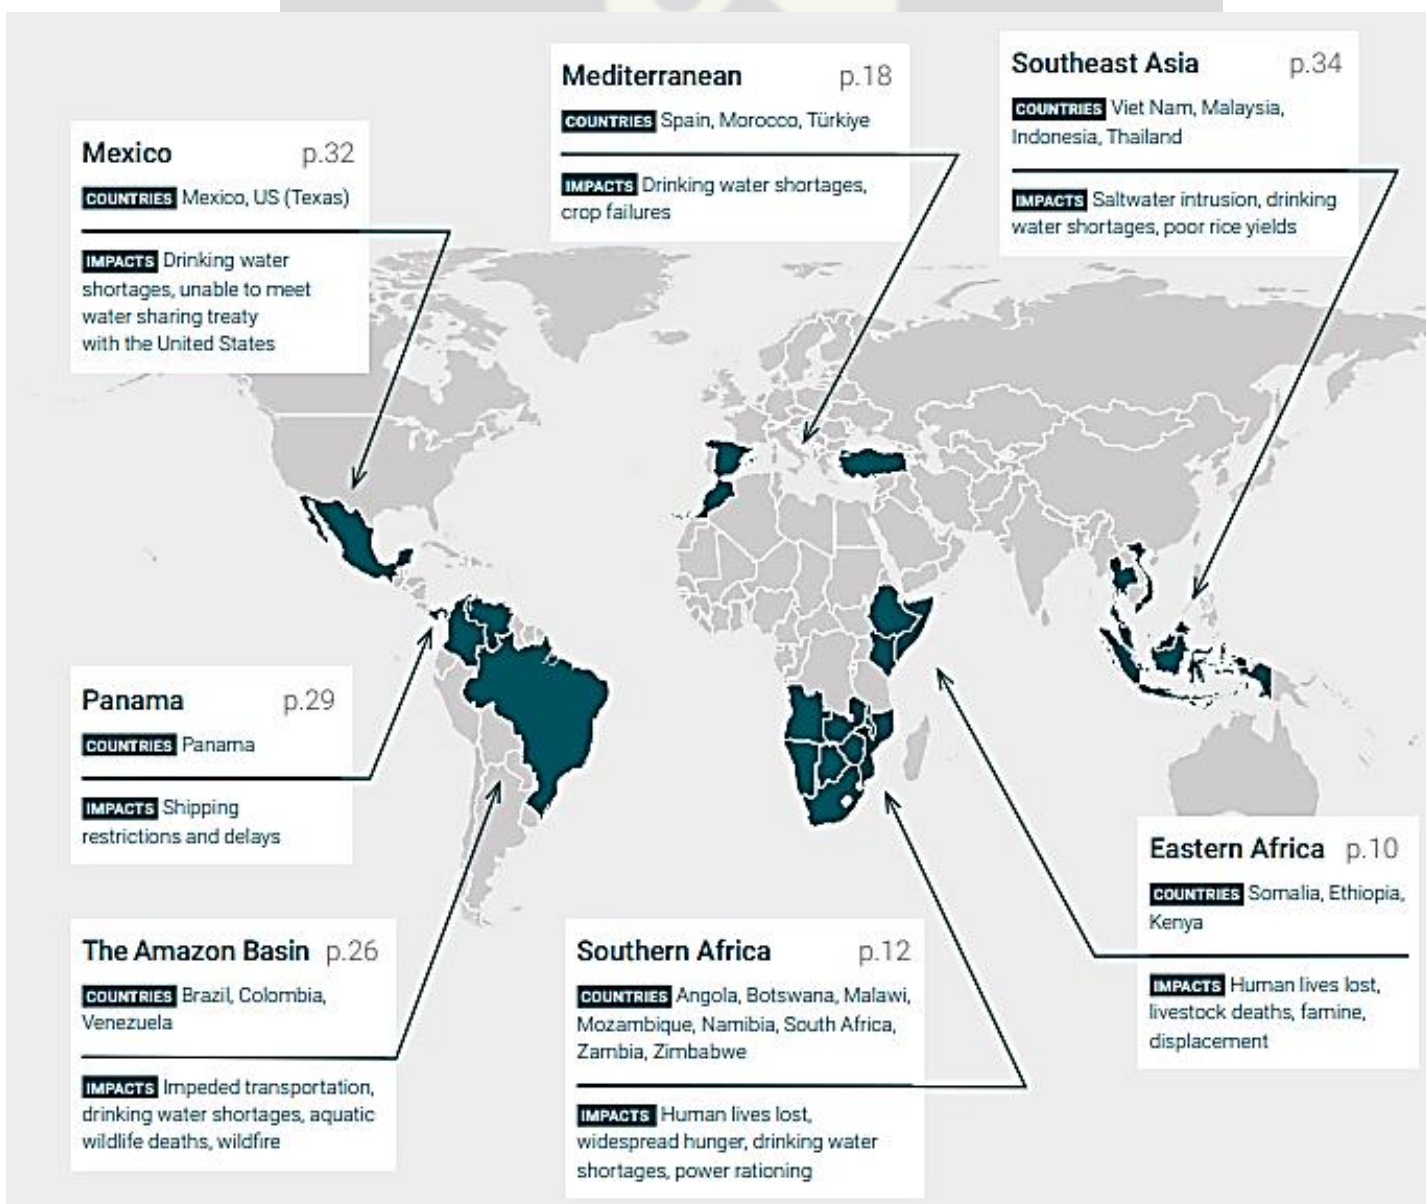 Mediterranean p.18
COUNTRIES Spain, Morocco, Türkiye
IMPACTS Drinking water shortages,
crop failures
Southeast Asia p.34
COUNTRIES Viet Nam, Malaysia,
Indonesia, Thailand
IMPACTS Saltwater intrusion, drinking
water shortages, poor rice yields
Mexico p.32
COUNTRIES Mexico, US (Texas)
IMPACTS Drinking water
shortages, unable to meet
water sharing treaty
with the United States
Panama p.29
COUNTRIES Panama
IMPACTS Shipping
restrictions and delays
The Amazon Basin p.26
COUNTRIES Brazil, Colombia,
Venezuela
IMPACTS Impeded transportation,
drinking water shortages, aquatic
wildlife deaths, wildfire
Southern Africa p.12
COUNTRIES Angola, Botswana, Malawi,
Mozambique, Namibia, South Africa,
Zambia, Zimbabwe
IMPACTS Human lives lost,
widespread hunger, drinking water
shortages, power rationing
Eastern Africa p.10
COUNTRIES Somalia, Ethiopia,
Kenya
IMPACTS Human lives lost,
livestock deaths, famine,
displacement